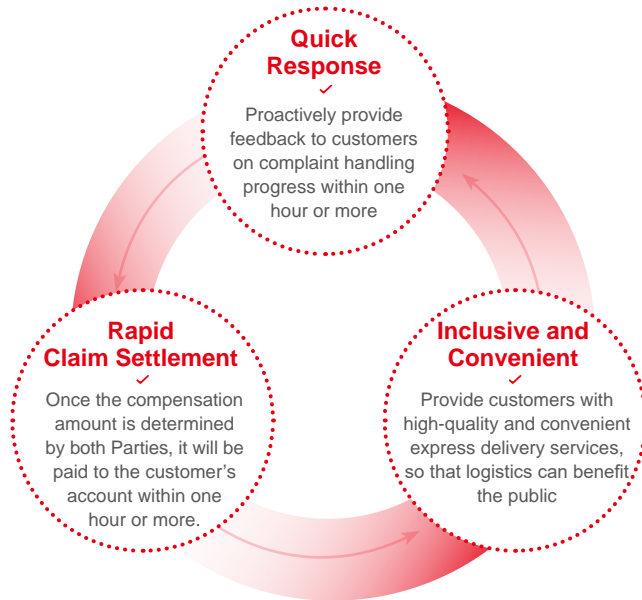 Quick
Response
Proactively provide
feedback to customers
on complaint handling
progress within one
hour or more
Rapid
Claim Settlement
Once the compensation
amount is determined
by both Parties, it will be
paid to the customer’s
account within one
hour or more.
Inclusive and
Convenient
Provide customers with
high-quality and convenient
express delivery services,
so that logistics can benefit
the public